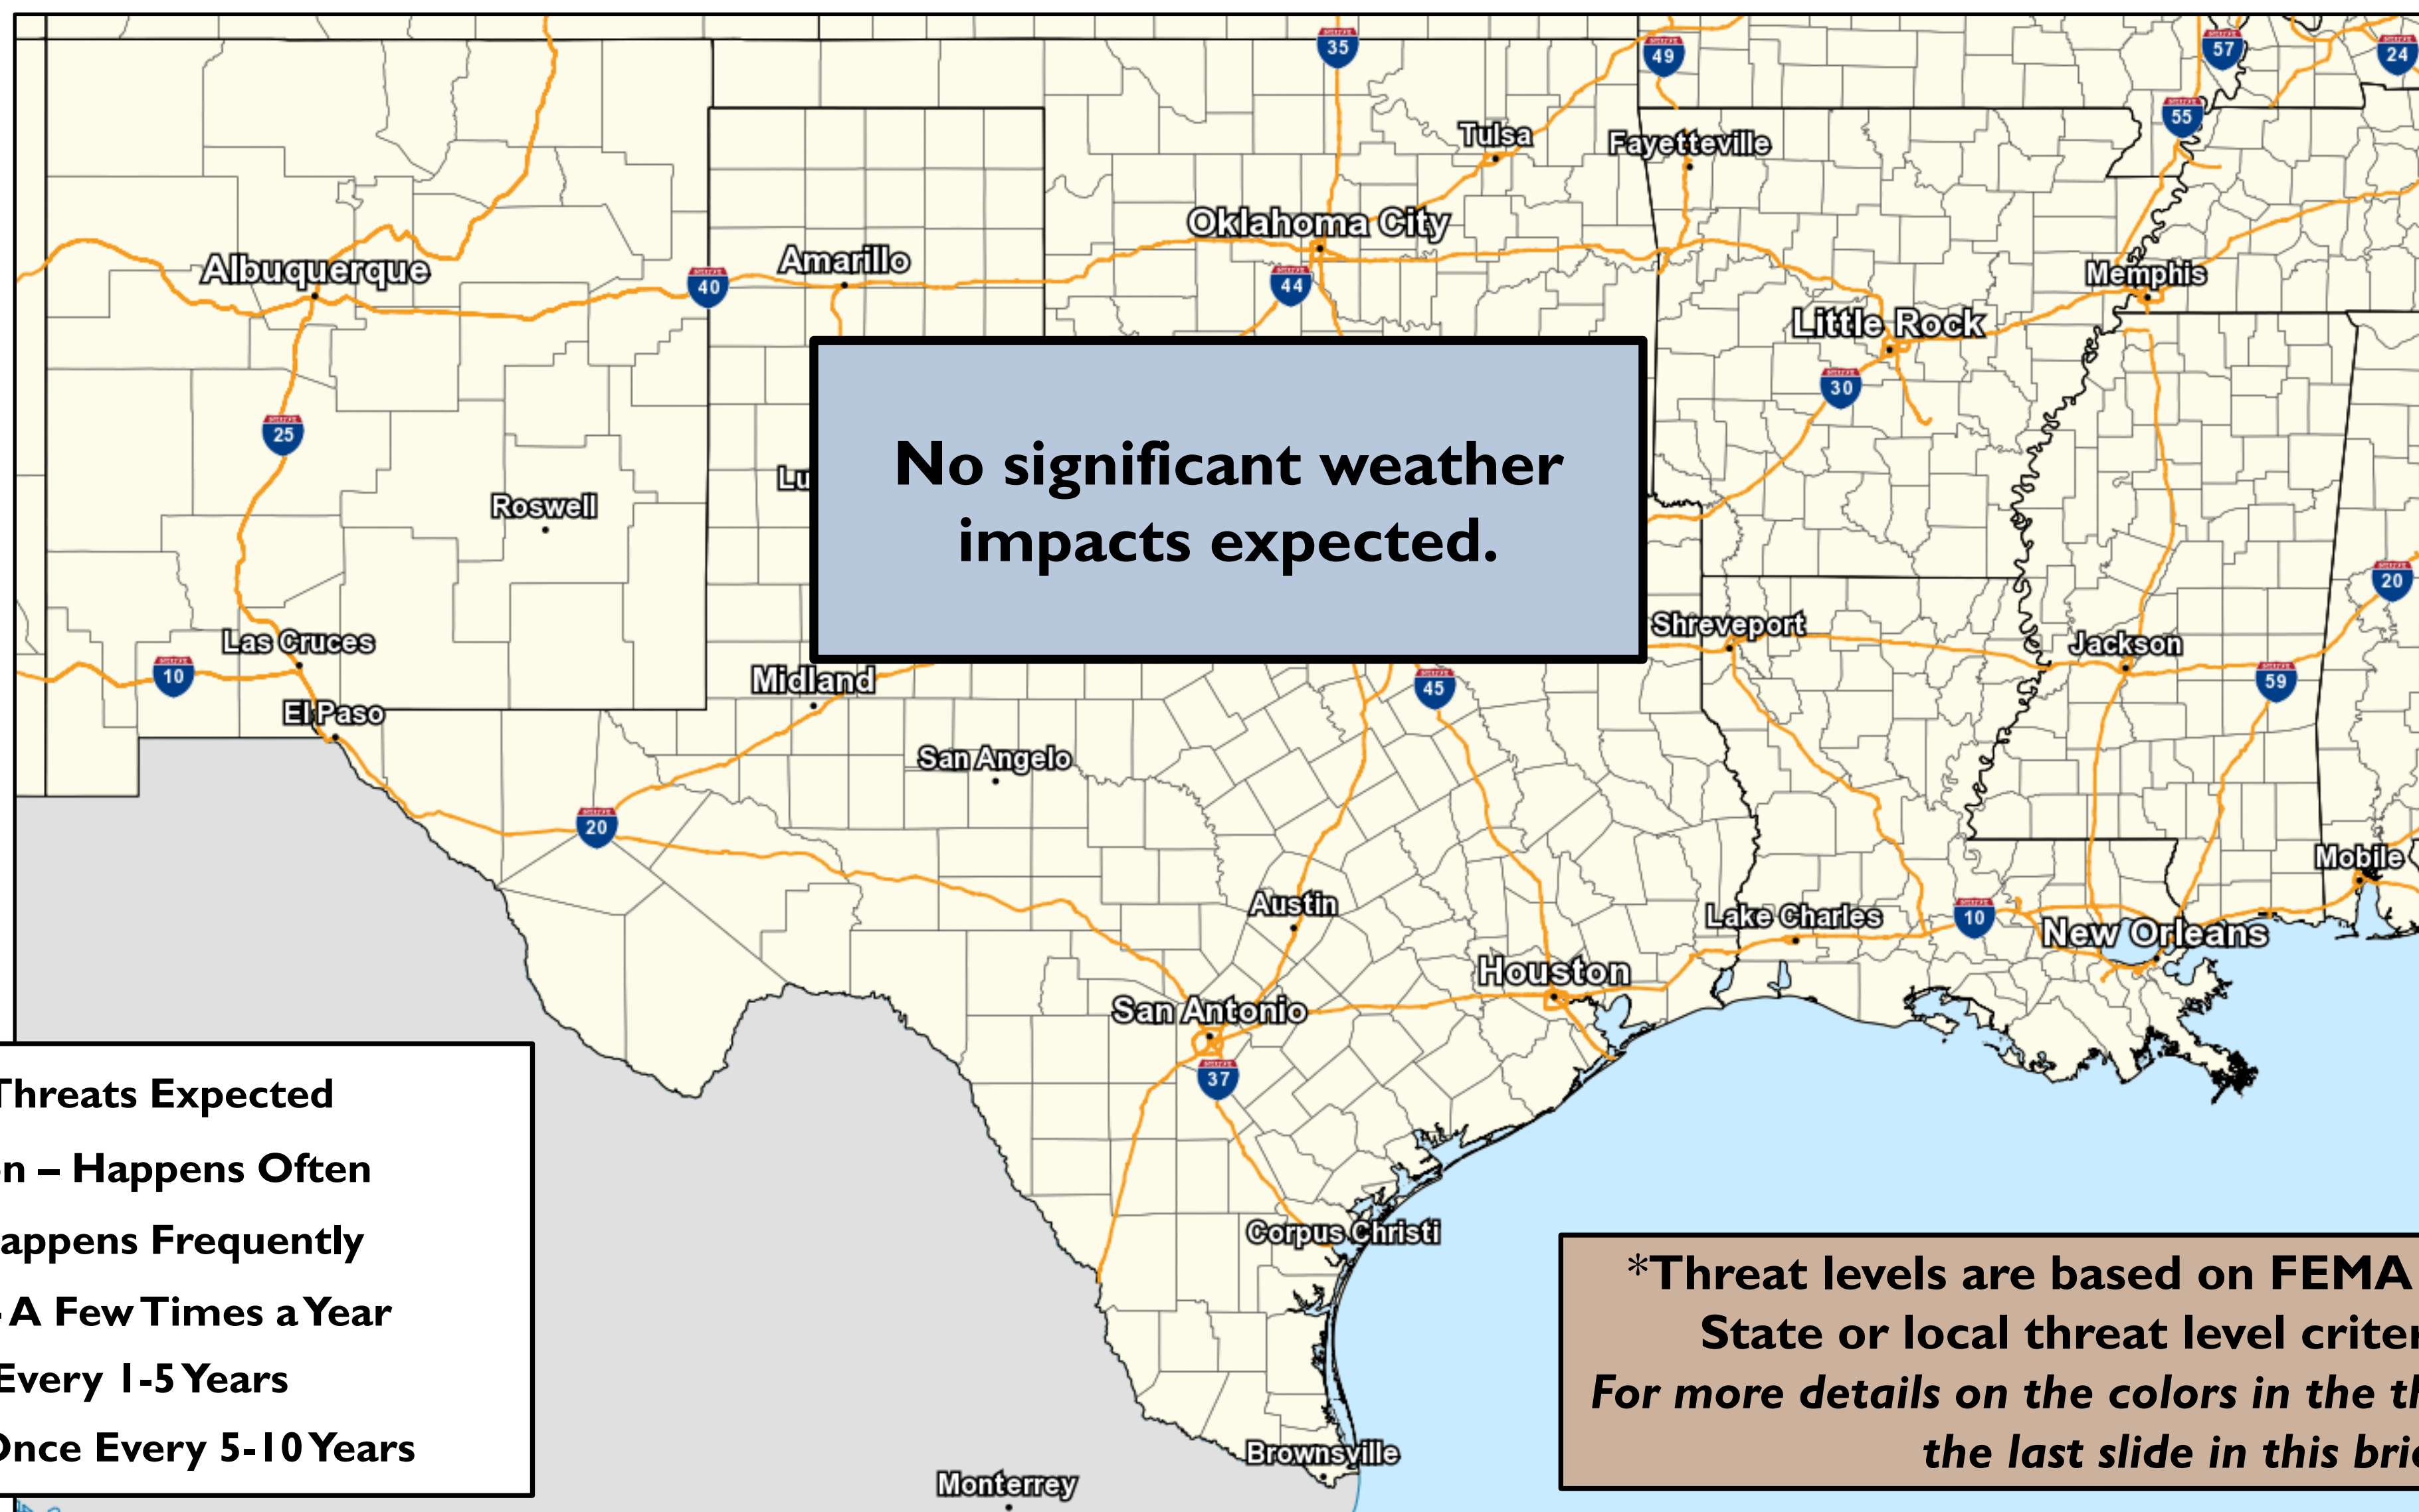 35
49
57
24
55
Tulsa
Fayetteville
Oklahoma City
Albuquerque
Amarillo
40
44
Memphis
Little Rock
30
25
No significant weather
impacts expected.
Roswell
Lu
20
Shreveport
Las Cruces
Jackson
10
Midland
45
59
El Paso
San Angelo
20
Mobile
Austin
Lake Charles
10
New Orleans
Houston
San Antonio
37
Threats Expected
n – Happens Often
Corpus Christi
appens Frequently
- A Few Times a Year
Every 1-5 Years
Once Every 5-10 Years
*Threat levels are based on FEMA
State or local threat level criter
For more details on the colors in the th
the last slide in this brie
Brownsville
Monterrey